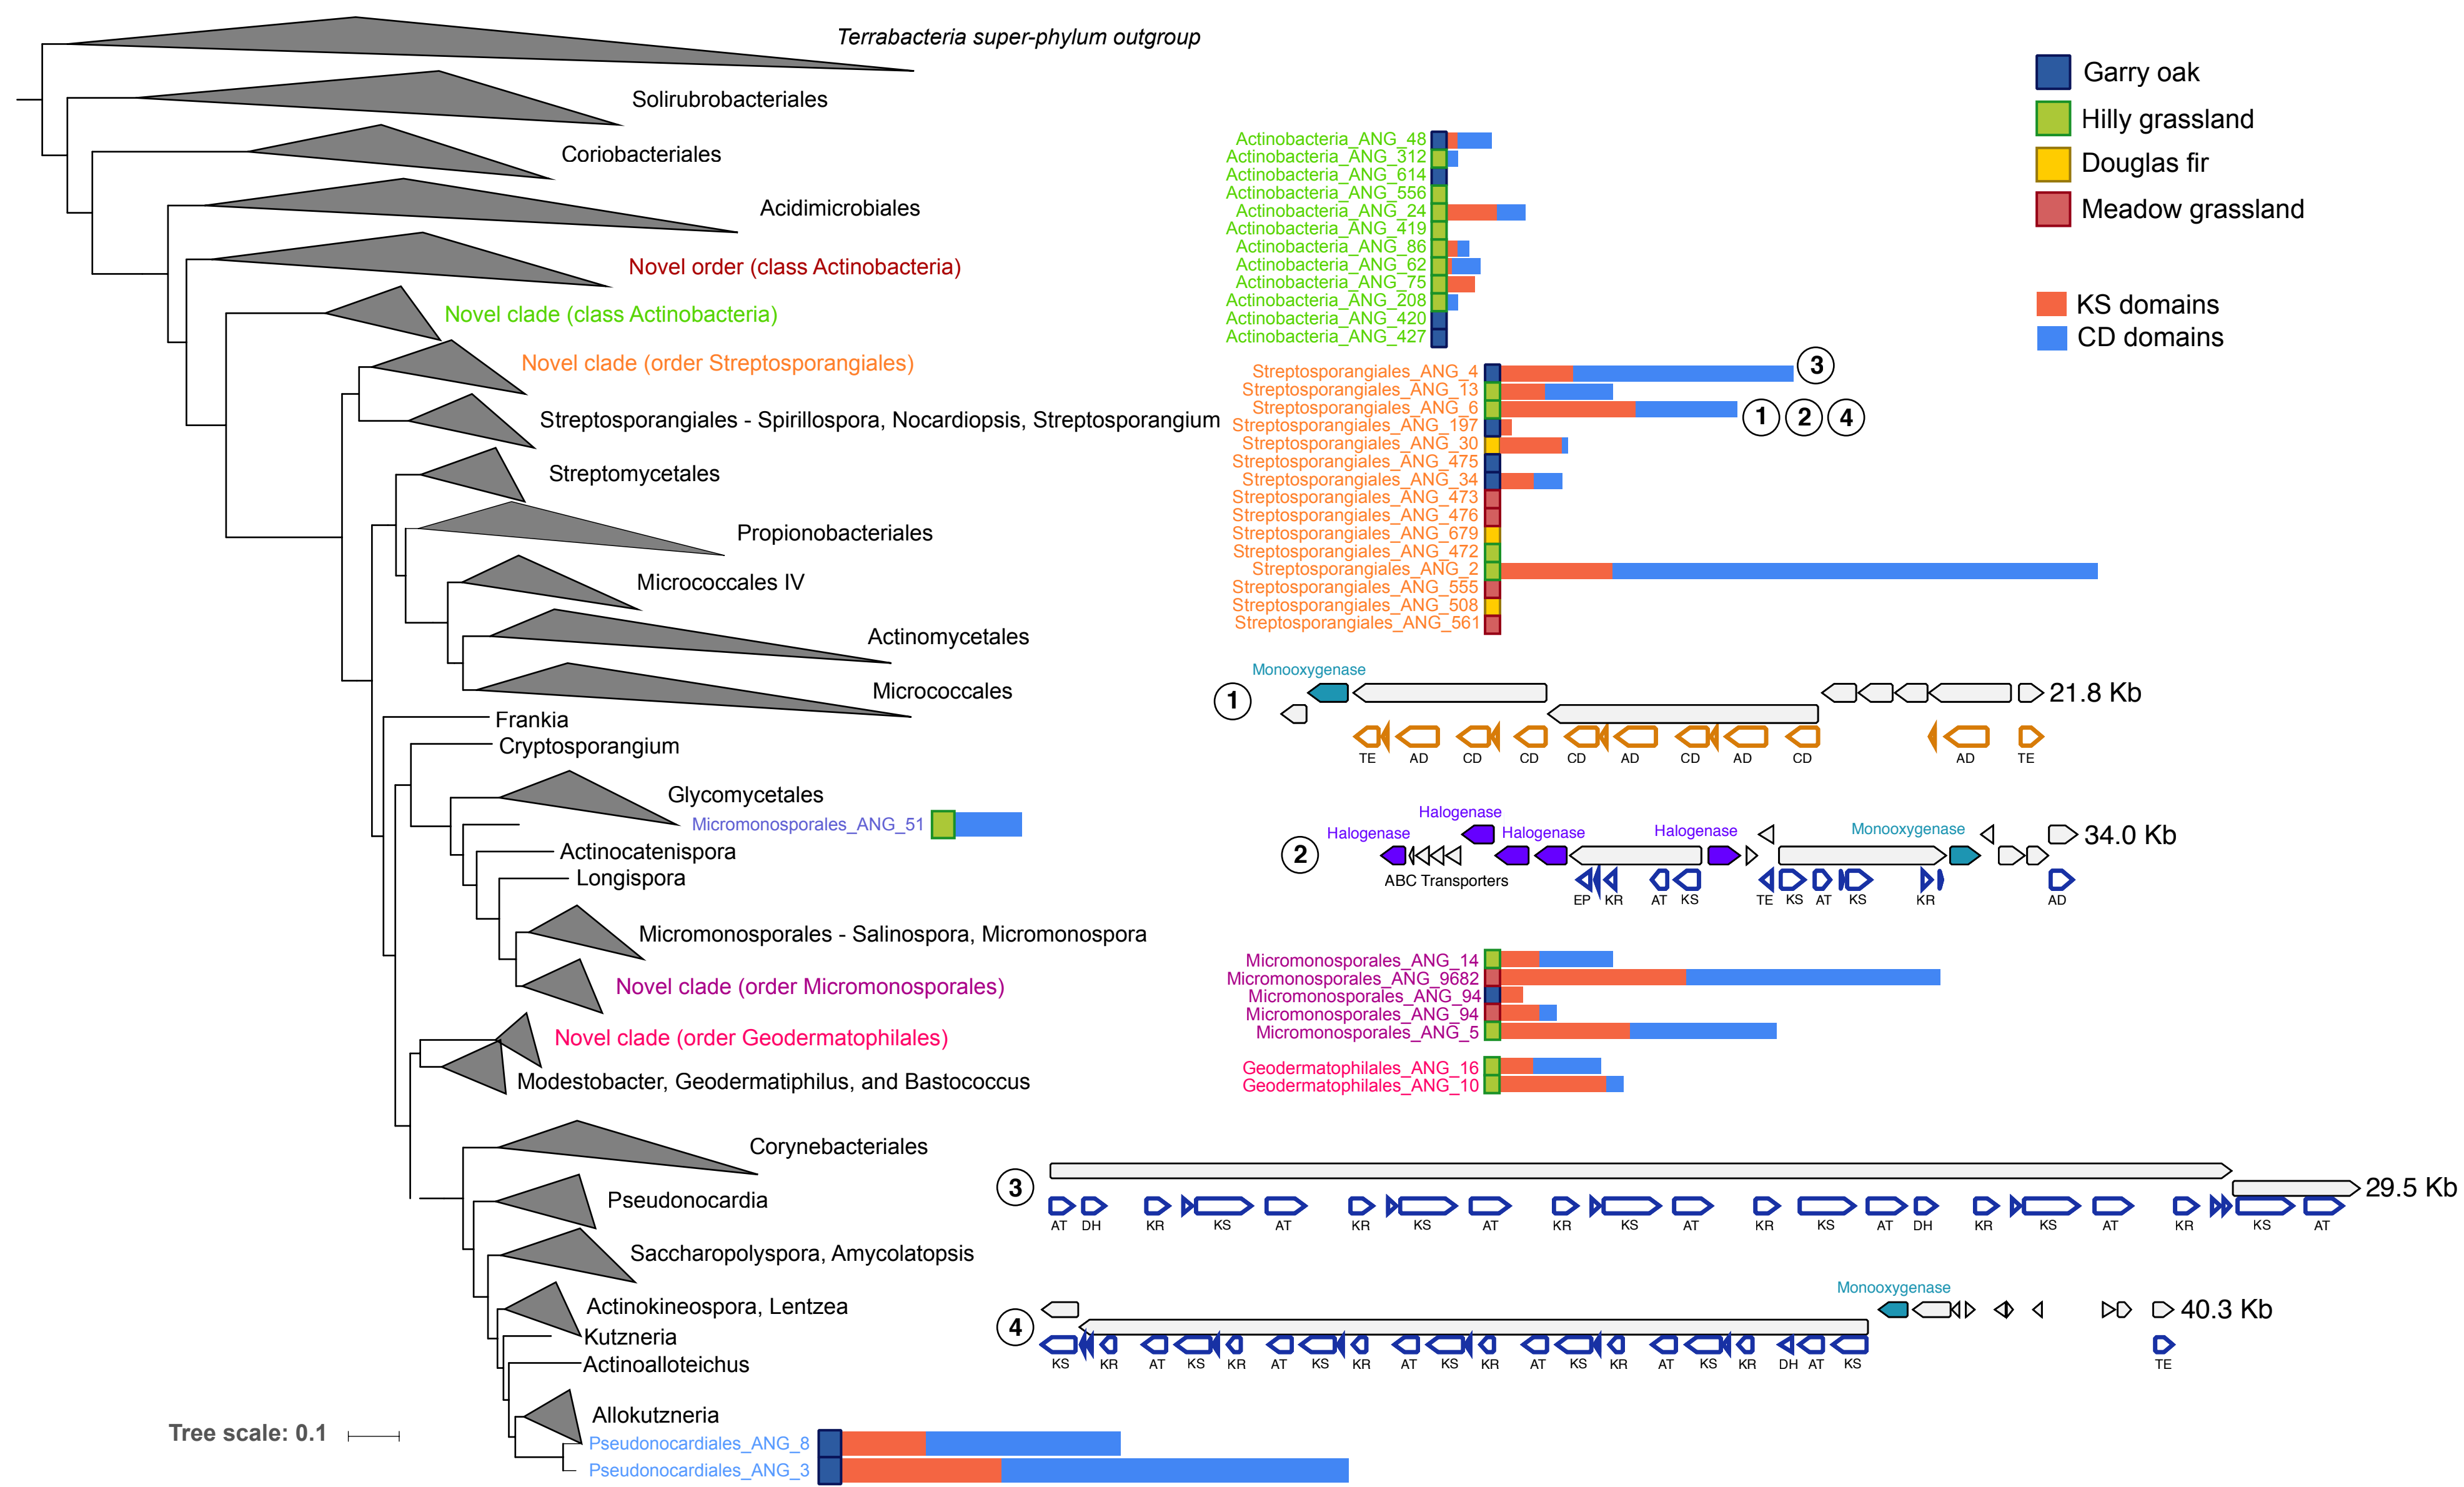 Terrabacteria super-phylum outgroup
Solirubrobacteriales
Coriobacteriales
Acidimicrobiales
Novel order (class Actinobacteria)
Novel clade (class Actinobacteria)
Novel clade (order Streptosporangiales)
Streptosporangiales - Spirillospora, Nocardiopsis, Streptosporangium
Streptomycetales
Propionobacteriales
Micrococcales IV
Actinomycetales
Micrococcales
Frankia
Cryptosporangium
Glycomycetales
Micromonosporales_ANG_51
Actinocatenispora
Longispora
Micromonosporales - Salinospora, Micromonospora
Novel clade (order Micromonosporales)
Novel clade (order Geodermatophilales)
Modestobacter, Geodermatiphilus, and Bastococcus
Corynebacteriales
Pseudonocardia
Saccharopolyspora, Amycolatopsis
Actinokineospora, Lentzea
Kutzneria
Actinoalloteichus
Allokutzneria
Pseudonocardiales_ANG_8
Pseudonocardiales_ANG_3
Tree scale: 0.1
Garry oak
Hilly grassland
Douglas fir
Meadow grassland
KS domains
CD domains
Actinobacteria_ANG_48
Actinobacteria_ANG_312
Actinobacteria_ANG_614
Actinobacteria_ANG_556
Actinobacteria_ANG_24
Actinobacteria_ANG_419
Actinobacteria_ANG_86
Actinobacteria_ANG_62
Actinobacteria_ANG_75
Actinobacteria_ANG_208
Actinobacteria_ANG_420
Actinobacteria_ANG_427
Streptosporangiales_ANG_4 3
Streptosporangiales_ANG_13
Streptosporangiales_ANG_6 1 2 4
Streptosporangiales_ANG_197
Streptosporangiales_ANG_30
Streptosporangiales_ANG_475
Streptosporangiales_ANG_34
Streptosporangiales_ANG_473
Streptosporangiales_ANG_476
Streptosporangiales_ANG_679
Streptosporangiales_ANG_472
Streptosporangiales_ANG_2
Streptosporangiales_ANG_555
Streptosporangiales_ANG_508
Streptosporangiales_ANG_561
Monooxygenase
1 21.8 Kb
TE AD CD CD CD AD CD AD CD AD TE
Halogenase
Halogenase Halogenase Halogenase Monooxygenase
2 34.0 Kb
ABC Transporters
EP KR AT KS TE KS AT KS KR AD
Micromonosporales_ANG_14
Micromonosporales_ANG_9682
Micromonosporales_ANG_94
Micromonosporales_ANG_94
Micromonosporales_ANG_5
Geodermatophilales_ANG_16
Geodermatophilales_ANG_10
3 29.5 Kb
AT DH KR KS AT KR KS AT KR KS AT KR KS AT DH KR KS AT KR KS AT
Monooxygenase
4 40.3 Kb
KS KR AT KS KR AT KS KR AT KS KR AT KS KR AT KS KR DH AT KS TE